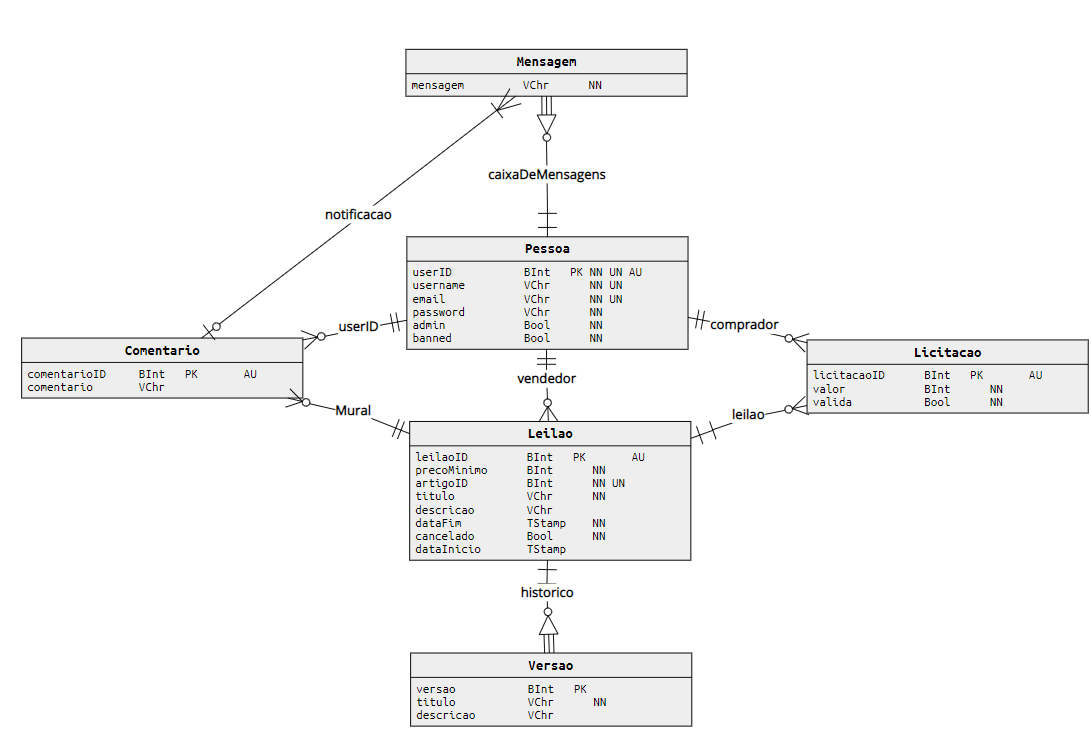 Mensagem
mensagem VChr NN
caixaDeMensagens
notificacao
Pessoa
userID BInt PK NN UN AU
username VChr NN UN
email VChr NN UN
password VChr NN
admin Bool NN
banned Bool NN
userID
comprador
Comentario
comentarioID BInt PK AU
comentario VChr
Licitacao
licitacaoID BInt PK AU
valor BInt NN
valida Bool NN
vendedor
Mural
leilao
Leilao
leilaoID BInt PK AU
precoMinimo BInt NN
artigoID BInt NN UN
titulo VChr NN
descricao VChr
dataFim TStamp NN
cancelado Bool NN
dataInicio TStamp
historico
Versao
versao BInt PK
titulo VChr NN
descricao VChr